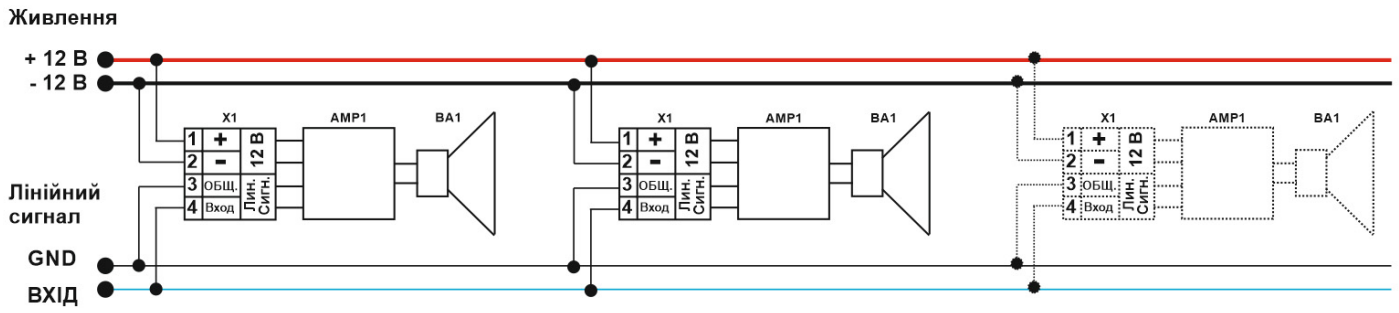 Живлення
+ 12 В
- 12 В
X1 AMP1 BA1
1 + 12 В
2 -
3 ОБЩ. Лин. Сигн.
4 Вход
X1 AMP1 BA1
1 + 12 В
2 -
3 ОБЩ. Лин. Сигн.
4 Вход
X1 AMP1 BA1
1 + 12 В
2 -
3 ОБЩ. Лин. Сигн.
4 Вход
Лінійний
сигнал
GND
ВХІД